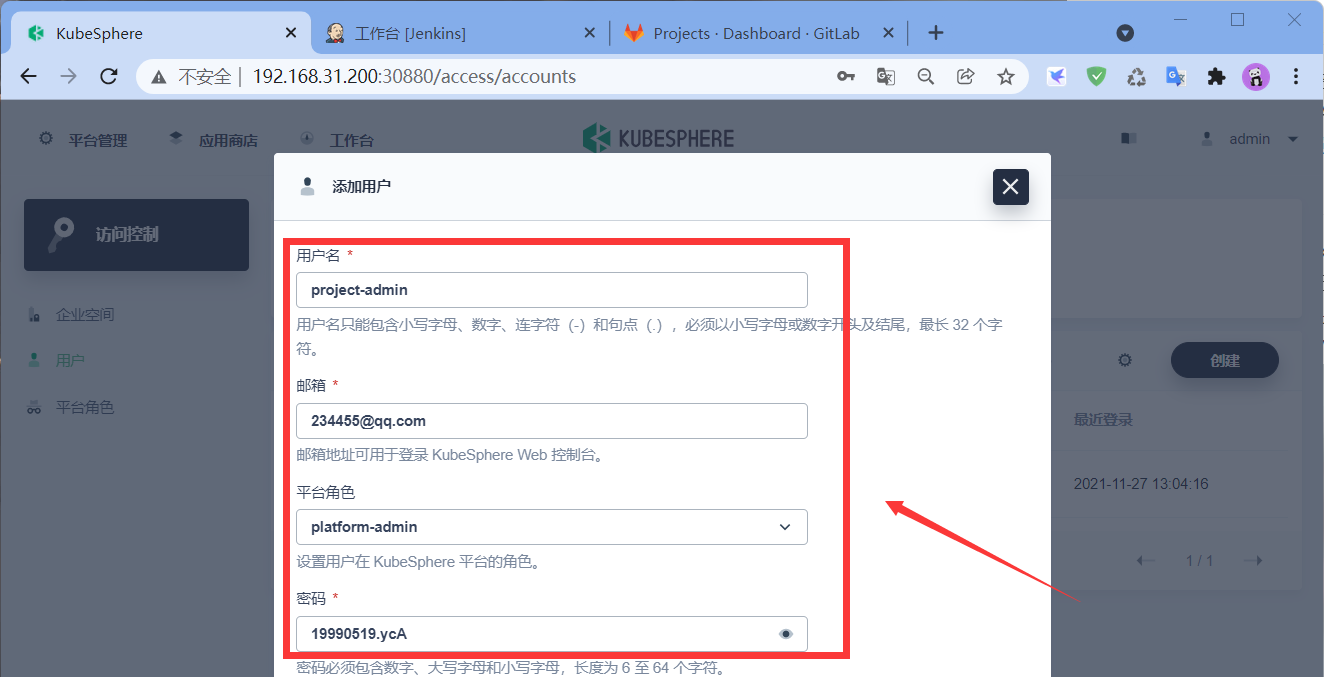 KubeSphere
工作台 [Jenkins]
Projects · Dashboard · GitLab
不安全
192.168.31.200:30880/access/accounts
平台管理
应用商店
工作台
KUBESPHERE
admin
添加用户
访问控制
用户名 *
project-admin
企业空间
用户名只能包含小写字母、数字、连字符（-）和句点（.），必须以小写字母或数字开头及结尾，最长 32 个字
符。
用户
创建
邮箱 *
平台角色
234455@qq.com
最近登录
邮箱地址可用于登录 KubeSphere Web 控制台。
平台角色
2021-11-27 13:04:16
platform-admin
设置用户在 KubeSphere 平台的角色。
1 / 1
密码 *
19990519.ycA
密码必须包含数字、大写字母和小写字母，长度为 6 至 64 个字符。